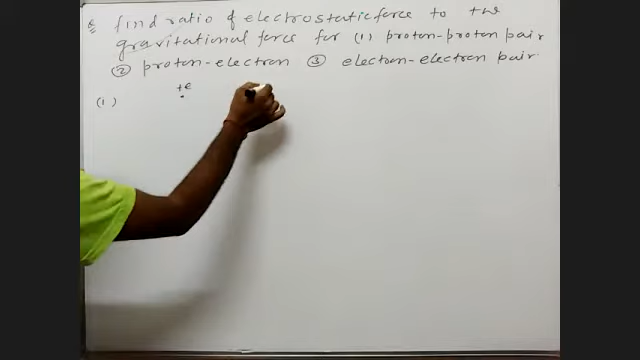 Q find ratio of electrostatic force to the
gravitational force for (1) proton-proton pair,
② proton-electron ③ electoen-electron pair.
(1) +e